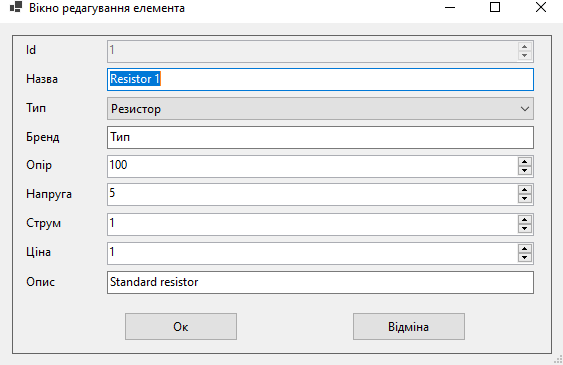 Вікно редагування елемента
Id 1
Назва Resistor 1
Тип Резистор
Бренд Тип
Опір 100
Напруга 5
Струм 1
Ціна 1
Опис Standard resistor
Ок Відміна